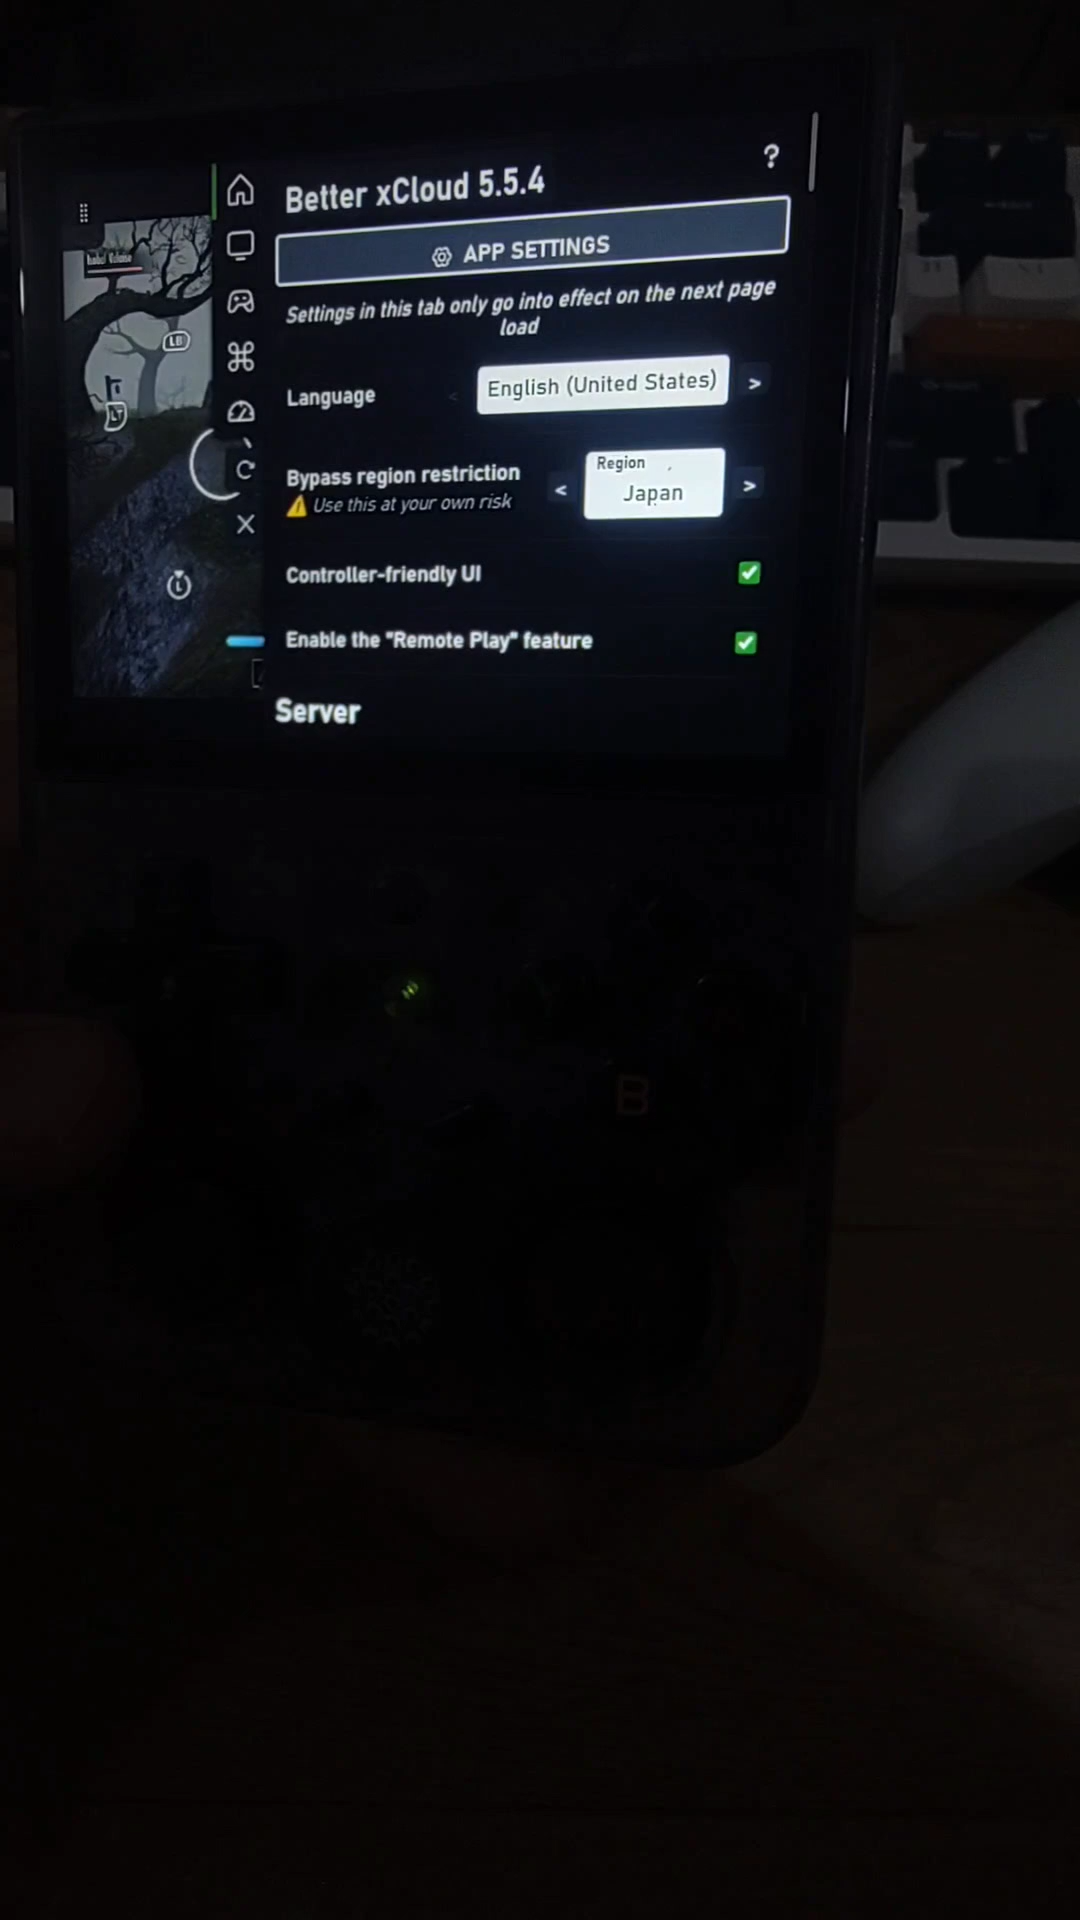 Better xCloud 5.5.4
?
APP SETTINGS
Settings in this tab only go into effect on the next page
load
Language
<
English (United States)
>
Bypass region restriction
⚠️ Use this at your own risk
<
Region
Japan
>
Controller-friendly UI
Enable the "Remote Play" feature
Server
LB
LT
L
B